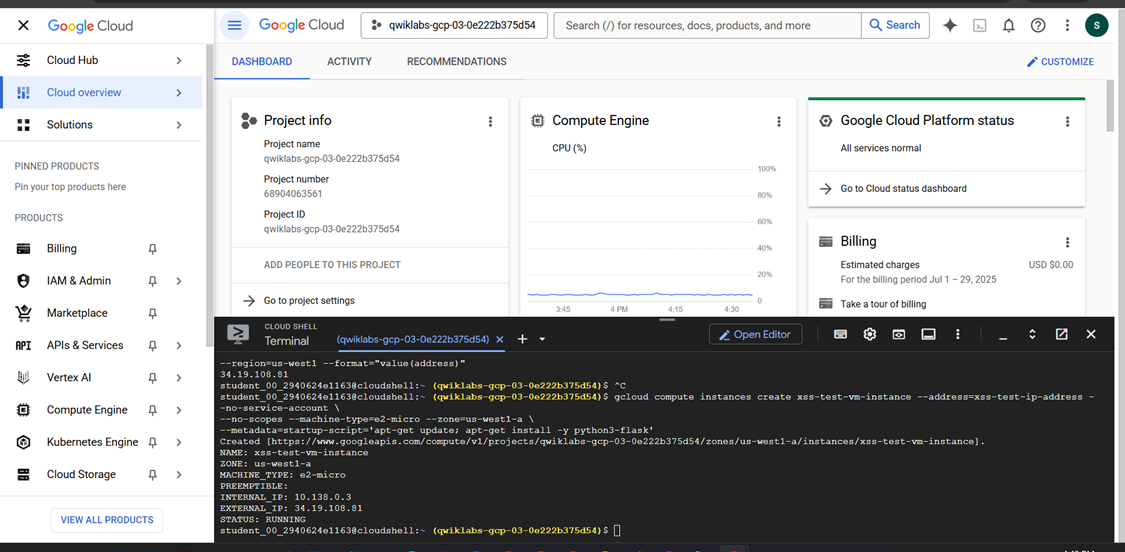 Google Cloud
Google Cloud
qwiklabs-gcp-03-0e222b375d54
Search (/) for resources, docs, products, and more
Search
S
Cloud Hub
Cloud overview
Solutions
PINNED PRODUCTS
Pin your top products here
PRODUCTS
Billing
IAM & Admin
Marketplace
API APIs & Services
Vertex AI
Compute Engine
Kubernetes Engine
Cloud Storage
VIEW ALL PRODUCTS
DASHBOARD
ACTIVITY
RECOMMENDATIONS
CUSTOMIZE
Project info
Project name
qwiklabs-gcp-03-0e222b375d54
Project number
68904063561
Project ID
qwiklabs-gcp-03-0e222b375d54
ADD PEOPLE TO THIS PROJECT
Go to project settings
Compute Engine
CPU (%)
100%
80%
60%
40%
20%
0
3:45 4 PM 4:15 4:30
Google Cloud Platform status
All services normal
Go to Cloud status dashboard
Billing
Estimated charges USD $0.00
For the billing period Jul 1 – 29, 2025
Take a tour of billing
CLOUD SHELL
Terminal
(qwiklabs-gcp-03-0e222b375d54)
Open Editor
--region=us-west1 --format="value(address)"
34.19.108.81
student_00_2940624e1163@cloudshell:~ (qwiklabs-gcp-03-0e222b375d54)$ ^C
student_00_2940624e1163@cloudshell:~ (qwiklabs-gcp-03-0e222b375d54)$ gcloud compute instances create xss-test-vm-instance --address=xss-test-ip-address -
-no-service-account \
--no-scopes --machine-type=e2-micro --zone=us-west1-a \
--metadata=startup-script='apt-get update; apt-get install -y python3-flask'
Created [https://www.googleapis.com/compute/v1/projects/qwiklabs-gcp-03-0e222b375d54/zones/us-west1-a/instances/xss-test-vm-instance].
NAME: xss-test-vm-instance
ZONE: us-west1-a
MACHINE_TYPE: e2-micro
PREEMPTIBLE:
INTERNAL_IP: 10.138.0.3
EXTERNAL_IP: 34.19.108.81
STATUS: RUNNING
student_00_2940624e1163@cloudshell:~ (qwiklabs-gcp-03-0e222b375d54)$